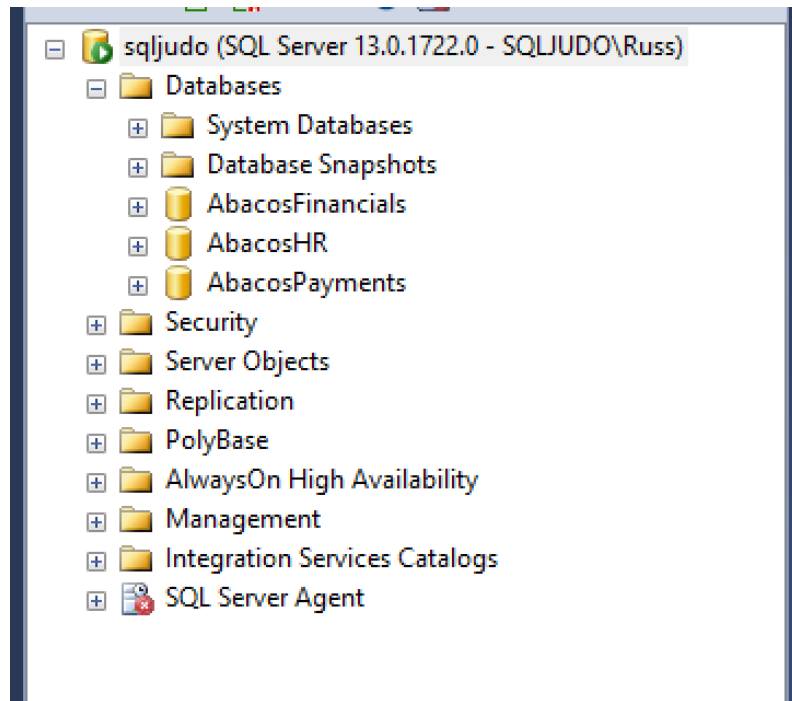 sqljudo (SQL Server 13.0.1722.0 - SQLJUDO\Russ)
Databases
System Databases
Database Snapshots
AbacosFinancials
AbacosHR
AbacosPayments
Security
Server Objects
Replication
PolyBase
AlwaysOn High Availability
Management
Integration Services Catalogs
SQL Server Agent